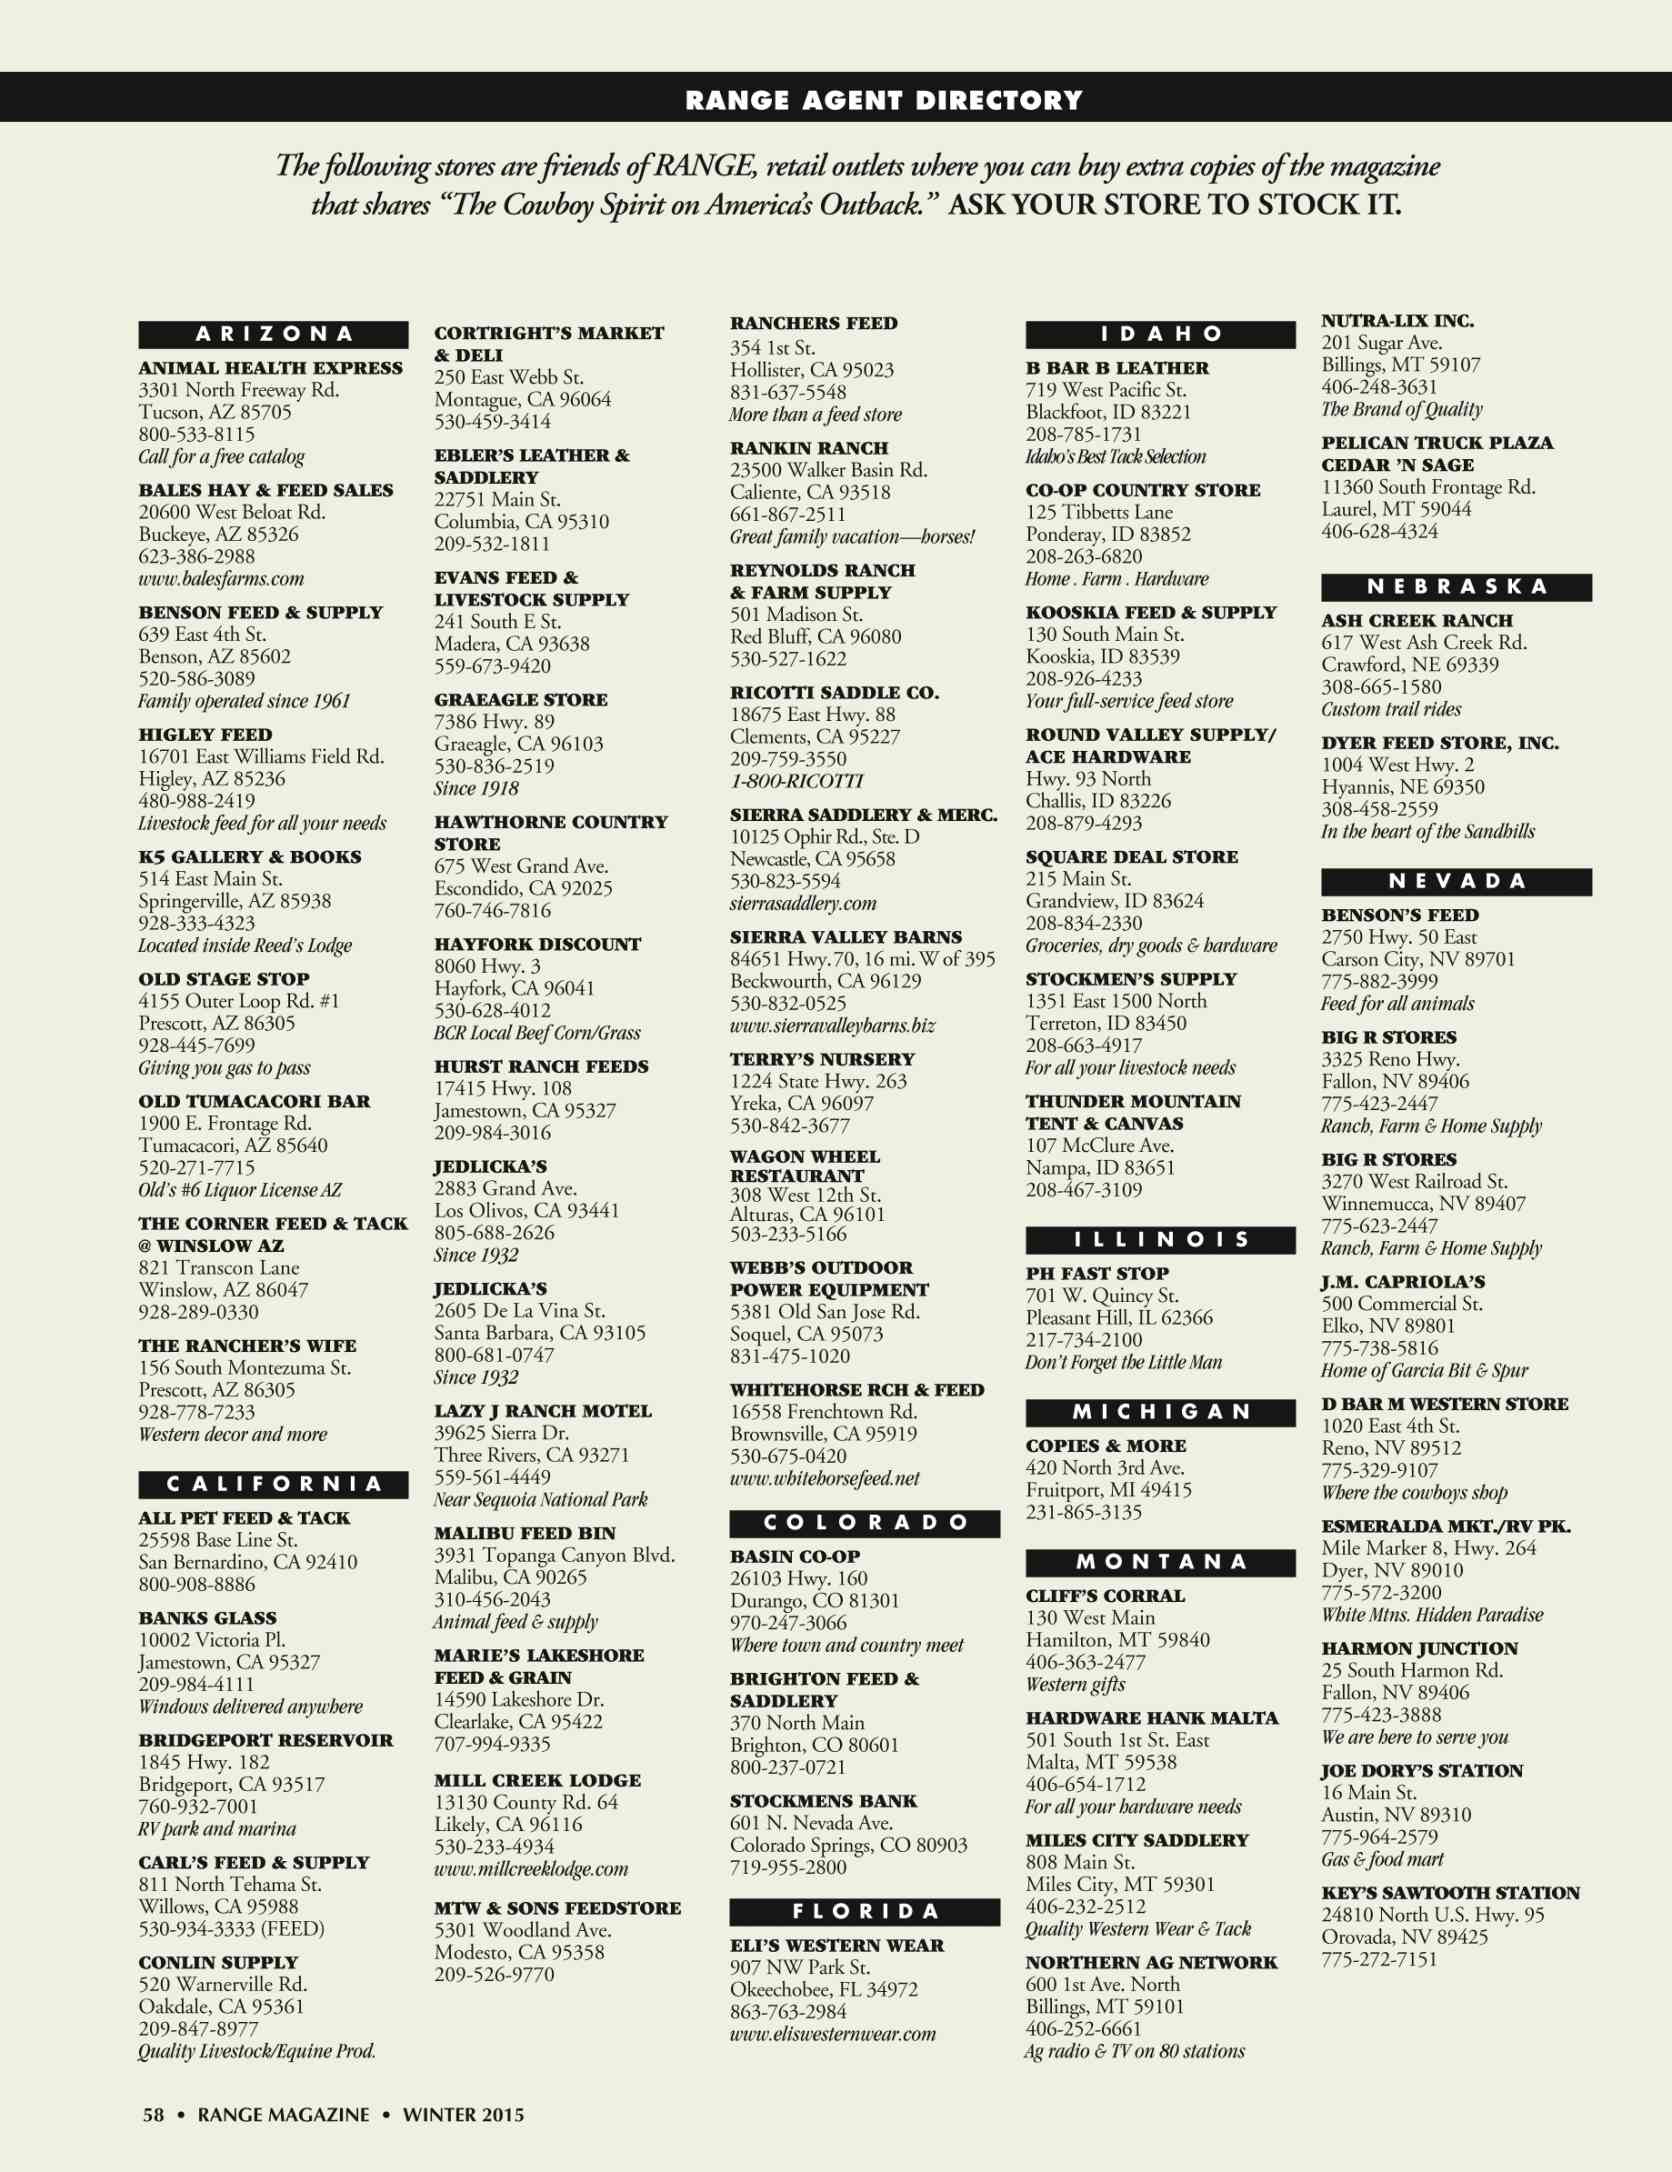 RANGE AGENT DIRECTORY
The following stores are friends of RANGE, retail outlets where you can buy extra copies of the magazine
that shares “The Cowboy Spirit on America’s Outback.” ASK YOUR STORE TO STOCK IT.
ARIZONA
ANIMAL HEALTH EXPRESS
3301 North Freeway Rd.
Tucson, AZ 85705
800-533-8115
Call for a free catalog
BALES HAY & FEED SALES
20600 West Beloat Rd.
Buckeye, AZ 85326
623-386-2988
www.balesfarms.com
BENSON FEED & SUPPLY
639 East 4th St.
Benson, AZ 85602
520-586-3089
Family operated since 1961
HIGLEY FEED
16701 East Williams Field Rd.
Higley, AZ 85236
480-988-2419
Livestock feed for all your needs
K5 GALLERY & BOOKS
514 East Main St.
Springerville, AZ 85938
928-333-4323
Located inside Reed’s Lodge
OLD STAGE STOP
4155 Outer Loop Rd. #1
Prescott, AZ 86305
928-445-7699
Giving you gas to pass
OLD TUMACACORI BAR
1900 E. Frontage Rd.
Tumacacori, AZ 85640
520-271-7715
Old’s #6 Liquor License AZ
THE CORNER FEED & TACK
@ WINSLOW AZ
821 Transcon Lane
Winslow, AZ 86047
928-289-0330
THE RANCHER’S WIFE
156 South Montezuma St.
Prescott, AZ 86305
928-778-7233
Western decor and more
CALIFORNIA
ALL PET FEED & TACK
25598 Base Line St.
San Bernardino, CA 92410
800-908-8886
BANKS GLASS
10002 Victoria Pl.
Jamestown, CA 95327
209-984-4111
Windows delivered anywhere
BRIDGEPORT RESERVOIR
1845 Hwy. 182
Bridgeport, CA 93517
760-932-7001
RV park and marina
CARL’S FEED & SUPPLY
811 North Tehama St.
Willows, CA 95988
530-934-3333 (FEED)
CONLIN SUPPLY
520 Warnerville Rd.
Oakdale, CA 95361
209-847-8977
Quality Livestock/Equine Prod.
CORTRIGHT’S MARKET
& DELI
250 East Webb St.
Montague, CA 96064
530-459-3414
EBLER’S LEATHER &
SADDLERY
22751 Main St.
Columbia, CA 95310
209-532-1811
EVANS FEED &
LIVESTOCK SUPPLY
241 South E St.
Madera, CA 93638
559-673-9420
GRAEAGLE STORE
7386 Hwy. 89
Graeagle, CA 96103
530-836-2519
Since 1918
HAWTHORNE COUNTRY
STORE
675 West Grand Ave.
Escondido, CA 92025
760-746-7816
HAYFORK DISCOUNT
8060 Hwy. 3
Hayfork, CA 96041
530-628-4012
BCR Local Beef Corn/Grass
HURST RANCH FEEDS
17415 Hwy. 108
Jamestown, CA 95327
209-984-3016
JEDLICKA’S
2883 Grand Ave.
Los Olivos, CA 93441
805-688-2626
Since 1932
JEDLICKA’S
2605 De La Vina St.
Santa Barbara, CA 93105
800-681-0747
Since 1932
LAZY J RANCH MOTEL
39625 Sierra Dr.
Three Rivers, CA 93271
559-561-4449
Near Sequoia National Park
MALIBU FEED BIN
3931 Topanga Canyon Blvd.
Malibu, CA 90265
310-456-2043
Animal feed & supply
MARIE’S LAKESHORE
FEED & GRAIN
14590 Lakeshore Dr.
Clearlake, CA 95422
707-994-9335
MILL CREEK LODGE
13130 County Rd. 64
Likely, CA 96116
530-233-4934
www.millcreeklodge.com
MTW & SONS FEEDSTORE
5301 Woodland Ave.
Modesto, CA 95358
209-526-9770
RANCHERS FEED
354 1st St.
Hollister, CA 95023
831-637-5548
More than a feed store
RANKIN RANCH
23500 Walker Basin Rd.
Caliente, CA 93518
661-867-2511
Great family vacation—horses!
REYNOLDS RANCH
& FARM SUPPLY
501 Madison St.
Red Bluff, CA 96080
530-527-1622
RICOTTI SADDLE CO.
18675 East Hwy. 88
Clements, CA 95227
209-759-3550
1-800-RICOTTI
SIERRA SADDLERY & MERC.
10125 Ophir Rd., Ste. D
Newcastle, CA 95658
530-823-5594
sierrasaddlery.com
SIERRA VALLEY BARNS
84651 Hwy.70, 16 mi. W of 395
Beckwourth, CA 96129
530-832-0525
www.sierravalleybarns.biz
TERRY’S NURSERY
1224 State Hwy. 263
Yreka, CA 96097
530-842-3677
WAGON WHEEL
RESTAURANT
308 West 12th St.
Alturas, CA 96101
503-233-5166
WEBB’S OUTDOOR
POWER EQUIPMENT
5381 Old San Jose Rd.
Soquel, CA 95073
831-475-1020
WHITEHORSE RCH & FEED
16558 Frenchtown Rd.
Brownsville, CA 95919
530-675-0420
www.whitehorsefeed.net
COLORADO
BASIN CO-OP
26103 Hwy. 160
Durango, CO 81301
970-247-3066
Where town and country meet
BRIGHTON FEED &
SADDLERY
370 North Main
Brighton, CO 80601
800-237-0721
STOCKMENS BANK
601 N. Nevada Ave.
Colorado Springs, CO 80903
719-955-2800
FLORIDA
ELI’S WESTERN WEAR
907 NW Park St.
Okeechobee, FL 34972
863-763-2984
www.eliswesternwear.com
IDAHO
B BAR B LEATHER
719 West Pacific St.
Blackfoot, ID 83221
208-785-1731
Idaho’s Best Tack Selection
CO-OP COUNTRY STORE
125 Tibbetts Lane
Ponderay, ID 83852
208-263-6820
Home . Farm . Hardware
KOOSKIA FEED & SUPPLY
130 South Main St.
Kooskia, ID 83539
208-926-4233
Your full-service feed store
ROUND VALLEY SUPPLY/
ACE HARDWARE
Hwy. 93 North
Challis, ID 83226
208-879-4293
SQUARE DEAL STORE
215 Main St.
Grandview, ID 83624
208-834-2330
Groceries, dry goods & hardware
STOCKMEN’S SUPPLY
1351 East 1500 North
Terreton, ID 83450
208-663-4917
For all your livestock needs
THUNDER MOUNTAIN
TENT & CANVAS
107 McClure Ave.
Nampa, ID 83651
208-467-3109
ILLINOIS
PH FAST STOP
701 W. Quincy St.
Pleasant Hill, IL 62366
217-734-2100
Don’t Forget the Little Man
MICHIGAN
COPIES & MORE
420 North 3rd Ave.
Fruitport, MI 49415
231-865-3135
MONTANA
CLIFF’S CORRAL
130 West Main
Hamilton, MT 59840
406-363-2477
Western gifts
HARDWARE HANK MALTA
501 South 1st St. East
Malta, MT 59538
406-654-1712
For all your hardware needs
MILES CITY SADDLERY
808 Main St.
Miles City, MT 59301
406-232-2512
Quality Western Wear & Tack
NORTHERN AG NETWORK
600 1st Ave. North
Billings, MT 59101
406-252-6661
Ag radio & TV on 80 stations
NUTRA-LIX INC.
201 Sugar Ave.
Billings, MT 59107
406-248-3631
The Brand of Quality
PELICAN TRUCK PLAZA
CEDAR ’N SAGE
11360 South Frontage Rd.
Laurel, MT 59044
406-628-4324
NEBRASKA
ASH CREEK RANCH
617 West Ash Creek Rd.
Crawford, NE 69339
308-665-1580
Custom trail rides
DYER FEED STORE, INC.
1004 West Hwy. 2
Hyannis, NE 69350
308-458-2559
In the heart of the Sandhills
NEVADA
BENSON’S FEED
2750 Hwy. 50 East
Carson City, NV 89701
775-882-3999
Feed for all animals
BIG R STORES
3325 Reno Hwy.
Fallon, NV 89406
775-423-2447
Ranch, Farm & Home Supply
BIG R STORES
3270 West Railroad St.
Winnemucca, NV 89407
775-623-2447
Ranch, Farm & Home Supply
J.M. CAPRIOLA’S
500 Commercial St.
Elko, NV 89801
775-738-5816
Home of Garcia Bit & Spur
D BAR M WESTERN STORE
1020 East 4th St.
Reno, NV 89512
775-329-9107
Where the cowboys shop
ESMERALDA MKT./RV PK.
Mile Marker 8, Hwy. 264
Dyer, NV 89010
775-572-3200
White Mtns. Hidden Paradise
HARMON JUNCTION
25 South Harmon Rd.
Fallon, NV 89406
775-423-3888
We are here to serve you
JOE DORY’S STATION
16 Main St.
Austin, NV 89310
775-964-2579
Gas & food mart
KEY’S SAWTOOTH STATION
24810 North U.S. Hwy. 95
Orovada, NV 89425
775-272-7151
58 • RANGE MAGAZINE • WINTER 2015